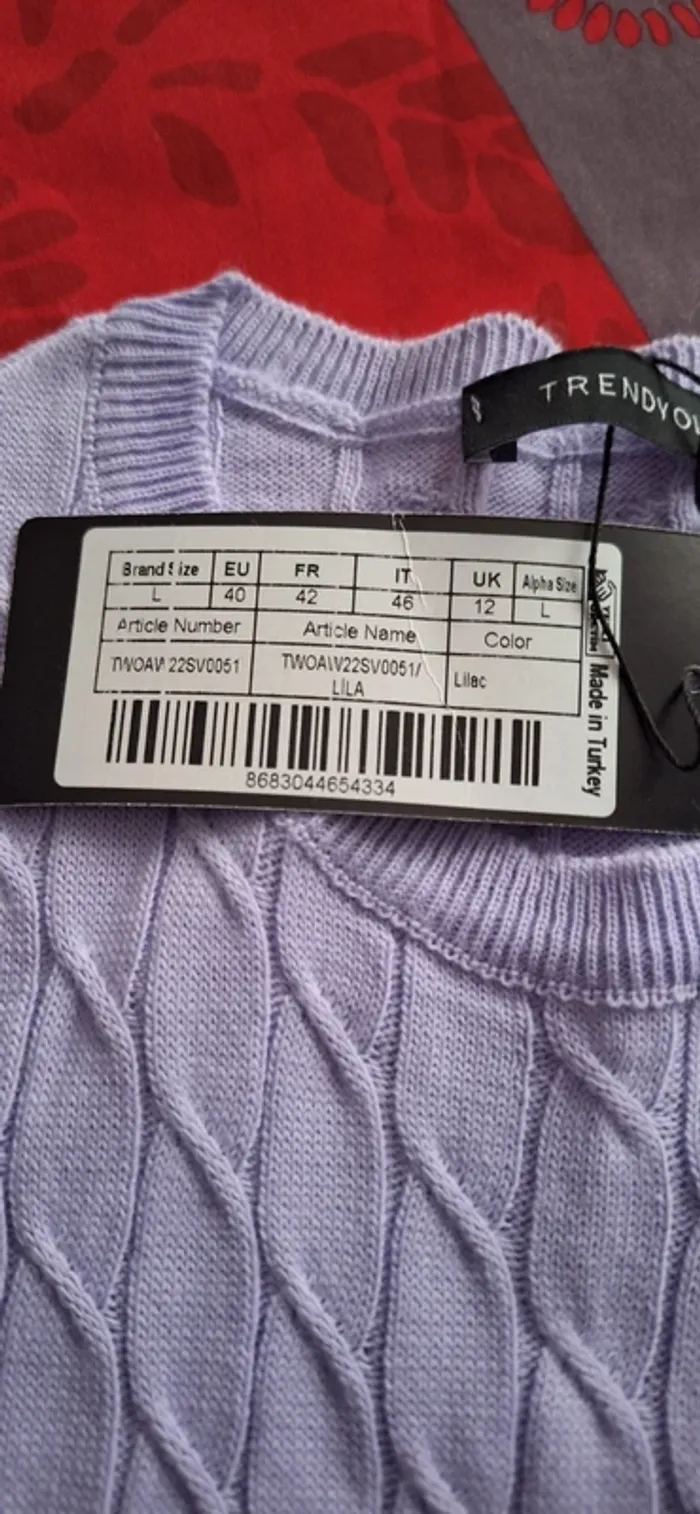 TRENDYOL
Brand Size EU FR IT UK Alpha Size
L 40 42 46 12 L
Article Number Article Name Color
TWOAW22SV0051 TWOAW22SV0051/ Lilac
LİLA
8683044654334
Made in Turkey